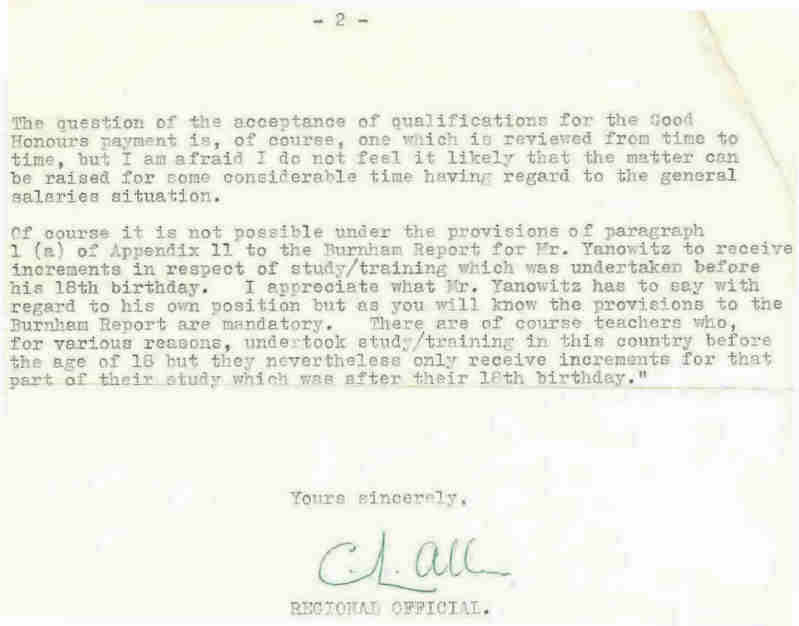 - 2 -
The question of the acceptance of qualifications for the Good
Honours payment is, of course, one which is reviewed from time to
time, but I am afraid I do not feel it likely that the matter can
be raised for some considerable time having regard to the general
salaries situation.
Of course it is not possible under the provisions of paragraph
1 (a) of Appendix 11 to the Burnham Report for Mr. Yanowitz to receive
increments in respect of study/training which was undertaken before
his 18th birthday. I appreciate what Mr. Yanowitz has to say with
regard to his own position but as you will know the provisions to the
Burnham Report are mandatory. There are of course teachers who,
for various reasons, undertook study/training in this country before
the age of 18 but they nevertheless only receive increments for that
part of their study which was after their 18th birthday."
Yours sincerely,
C. L. All
REGIONAL OFFICIAL.